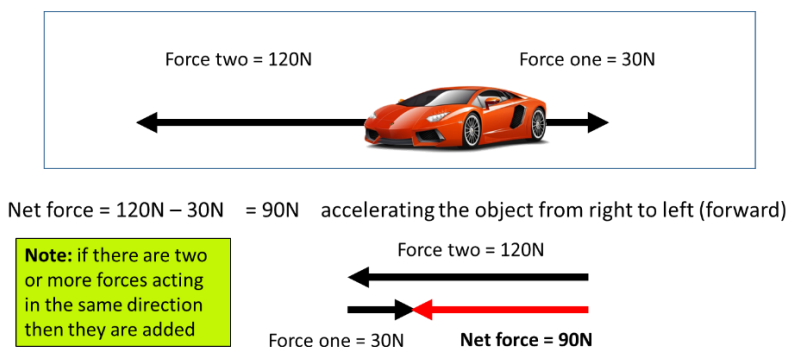 Force two = 120N
Force one = 30N
Net force = 120N – 30N = 90N accelerating the object from right to left (forward)
Note: if there are two
or more forces acting
in the same direction
then they are added
Force two = 120N
Force one = 30N
Net force = 90N